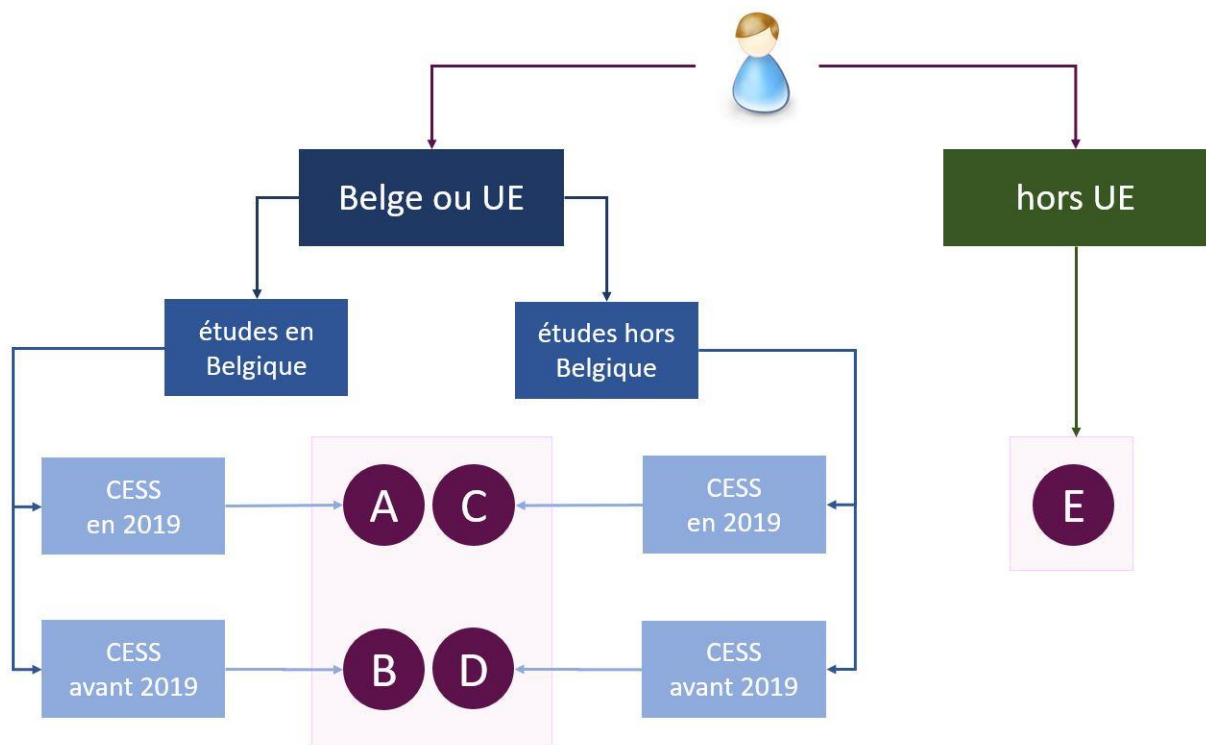 Belge ou UE
hors UE
études en
Belgique
études hors
Belgique
CESS
en 2019
A
C
CESS
en 2019
E
CESS
avant 2019
B
D
CESS
avant 2019